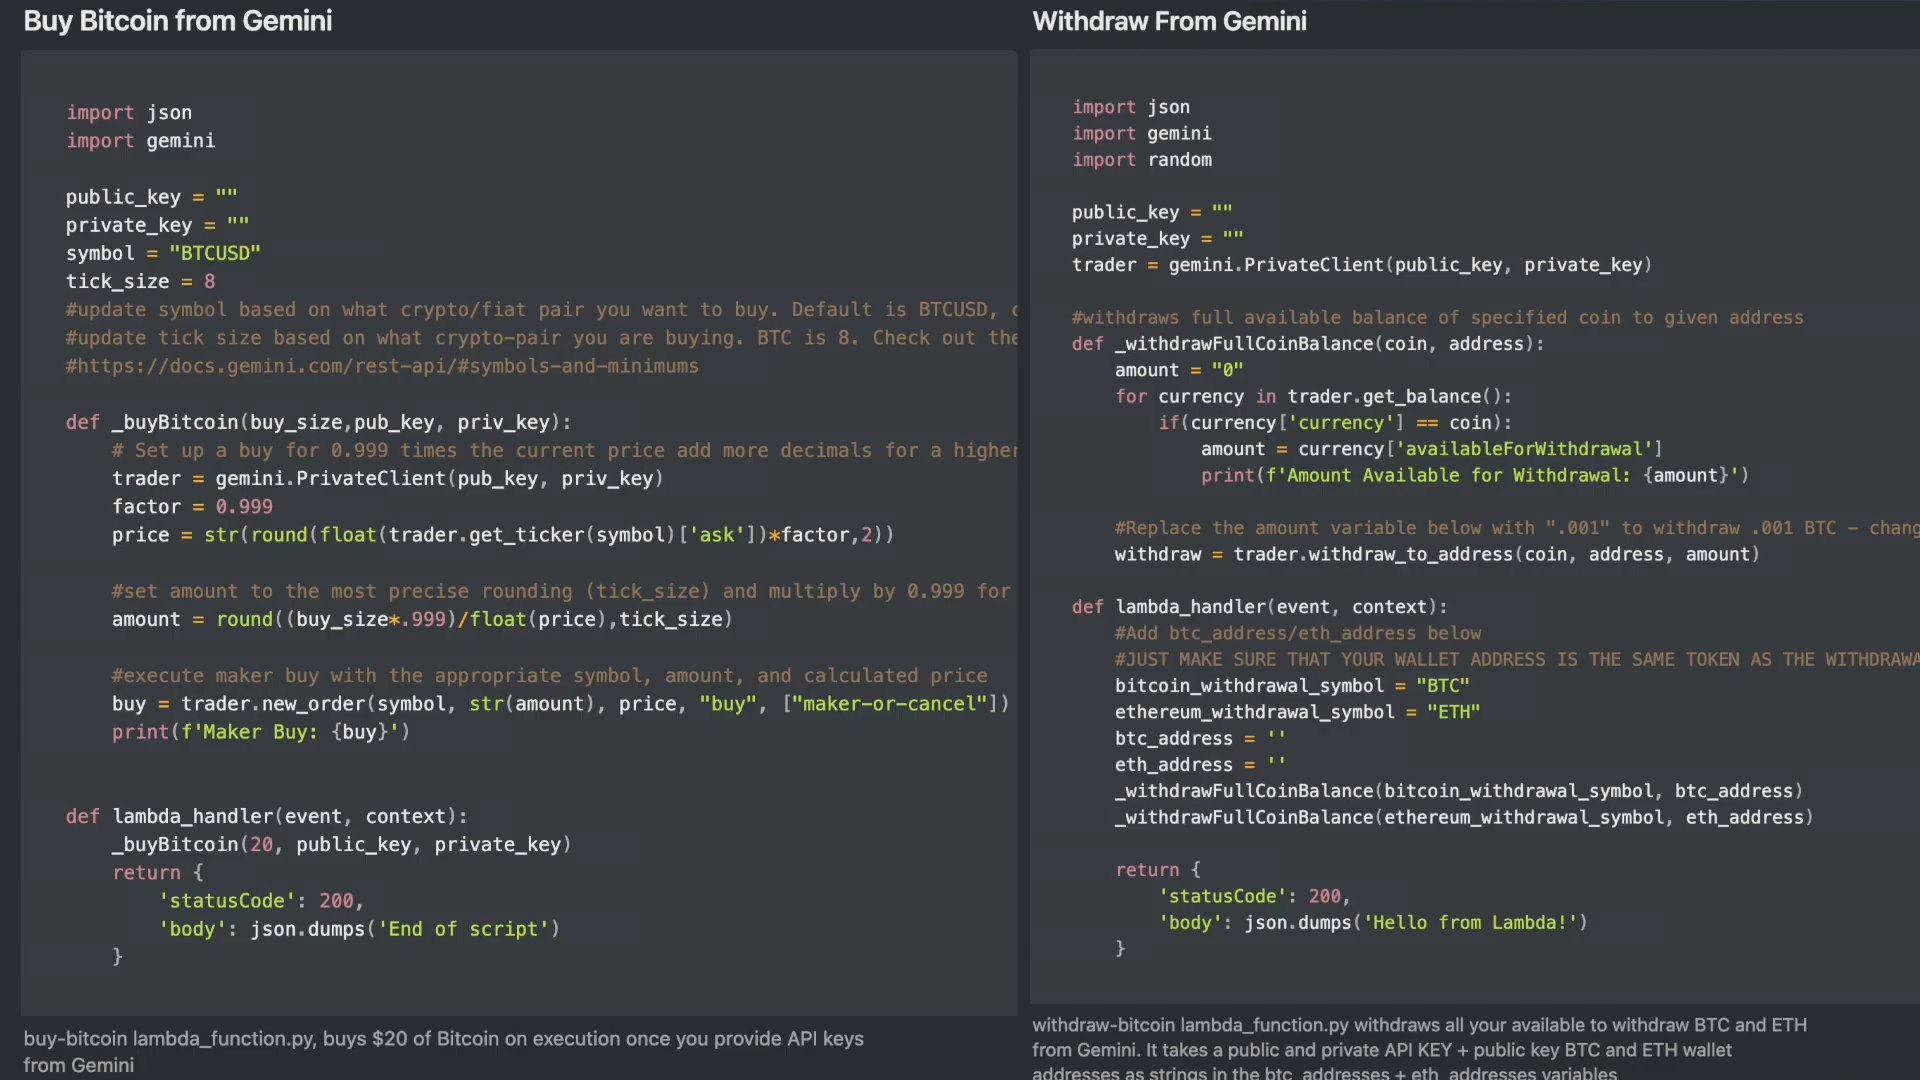 Buy Bitcoin from Gemini
import json
import gemini
public_key = ""
private_key = ""
symbol = "BTCUSD"
tick_size = 8
#update symbol based on what crypto/fiat pair you want to buy. Default is BTCUSD,
#update tick size based on what crypto-pair you are buying. BTC is 8. Check out the
#https://docs.gemini.com/rest-api/#symbols-and-minimums
def _buyBitcoin(buy_size,pub_key, priv_key):
# Set up a buy for 0.999 times the current price add more decimals for a higher
trader = gemini.PrivateClient(pub_key, priv_key)
factor = 0.999
price = str(round(float(trader.get_ticker(symbol)['ask'])*factor,2))
#set amount to the most precise rounding (tick_size) and multiply by 0.999 for
amount = round((buy_size*.999)/float(price),tick_size)
#execute maker buy with the appropriate symbol, amount, and calculated price
buy = trader.new_order(symbol, str(amount), price, "buy", ["maker-or-cancel"])
print(f'Maker Buy: {buy}')
def lambda_handler(event, context):
_buyBitcoin(20, public_key, private_key)
return {
'statusCode': 200,
'body': json.dumps('End of script')
}
buy-bitcoin lambda_function.py, buys $20 of Bitcoin on execution once you provide API keys
from Gemini
Withdraw From Gemini
import json
import gemini
import random
public_key = ""
private_key = ""
trader = gemini.PrivateClient(public_key, private_key)
#withdraws full available balance of specified coin to given address
def _withdrawFullCoinBalance(coin, address):
amount = "0"
for currency in trader.get_balance():
if(currency['currency'] == coin):
amount = currency['availableForWithdrawal']
print(f'Amount Available for Withdrawal: {amount}')
#Replace the amount variable below with ".001" to withdraw .001 BTC - chang
withdraw = trader.withdraw_to_address(coin, address, amount)
def lambda_handler(event, context):
#Add btc_address/eth_address below
#JUST MAKE SURE THAT YOUR WALLET ADDRESS IS THE SAME TOKEN AS THE WITHDRAWA
bitcoin_withdrawal_symbol = "BTC"
ethereum_withdrawal_symbol = "ETH"
btc_address = ''
eth_address = ''
_withdrawFullCoinBalance(bitcoin_withdrawal_symbol, btc_address)
_withdrawFullCoinBalance(ethereum_withdrawal_symbol, eth_address)
return {
'statusCode': 200,
'body': json.dumps('Hello from Lambda!')
}
withdraw-bitcoin lambda_function.py withdraws all your available to withdraw BTC and ETH
from Gemini. It takes a public and private API KEY + public key BTC and ETH wallet
addresses as strings in the btc_addresses + eth_addresses variables